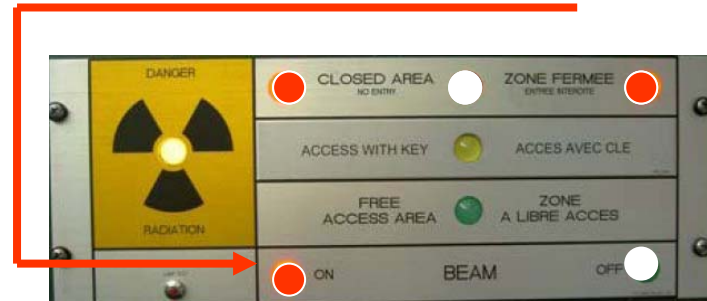 DANGER
RADIATION
CLOSED AREA
NO ENTRY
ZONE FERMEE
ENTREE INTERDITE
ACCESS WITH KEY
ACCES AVEC CLE
FREE
ACCESS AREA
ZONE
A LIBRE ACCES
ON
BEAM
OFF